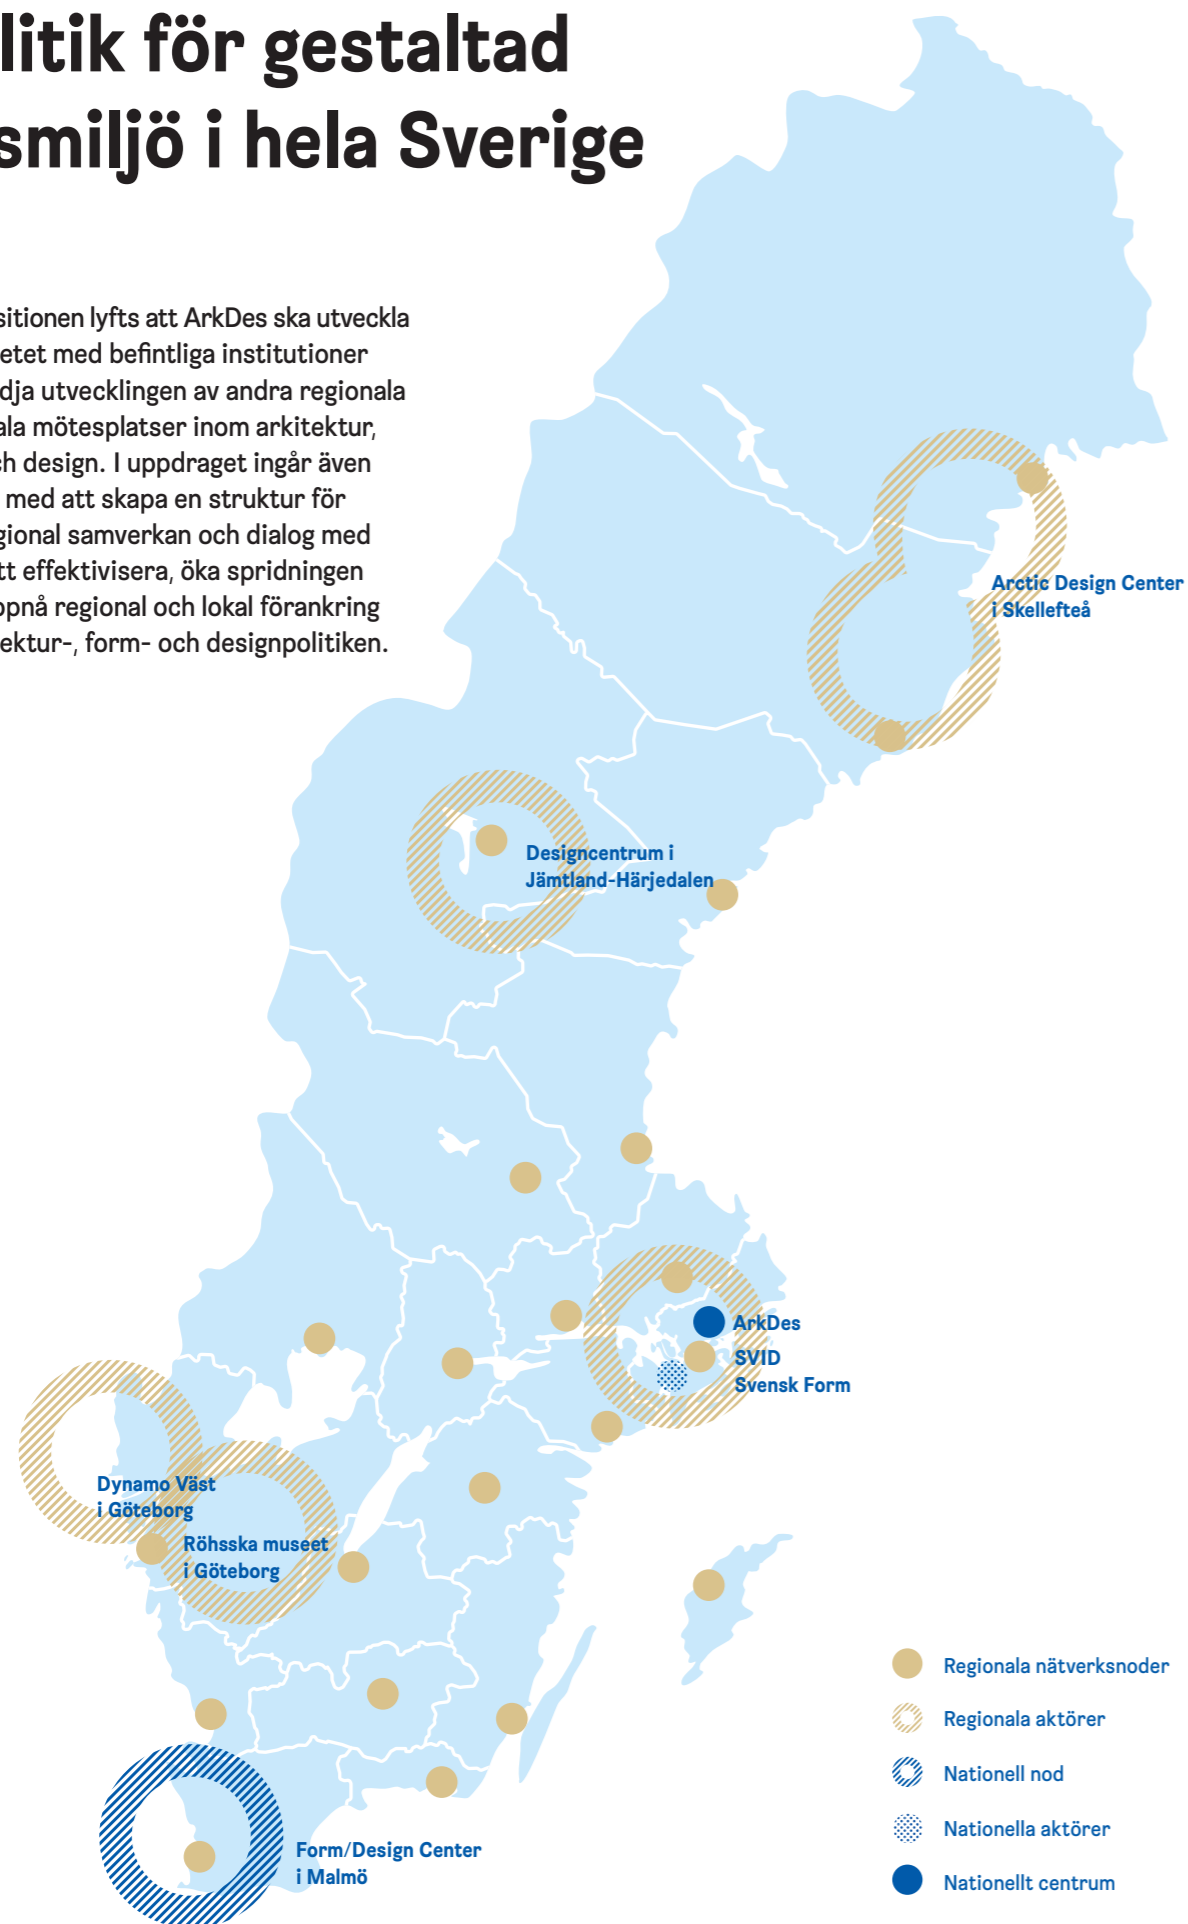 litik för gestaltad
smiljö i hela Sverige
sitionen lyfts att ArkDes ska utveckla
etet med befintliga institutioner
dja utvecklingen av andra regionala
ala mötesplatser inom arkitektur,
ch design. I uppdraget ingår även
med att skapa en struktur för
gional samverkan och dialog med
tt effektivisera, öka spridningen
ppnå regional och lokal förankring
ektur-, form- och designpolitiken.
Arctic Design Center
i Skellefteå
Designcentrum i
Jämtland-Härjedalen
ArkDes
SVID
Svensk Form
Dynamo Väst
i Göteborg
Röhsska museet
i Göteborg
Form/Design Center
i Malmö
Regionala nätverksnoder
Regionala aktörer
Nationell nod
Nationella aktörer
Nationellt centrum